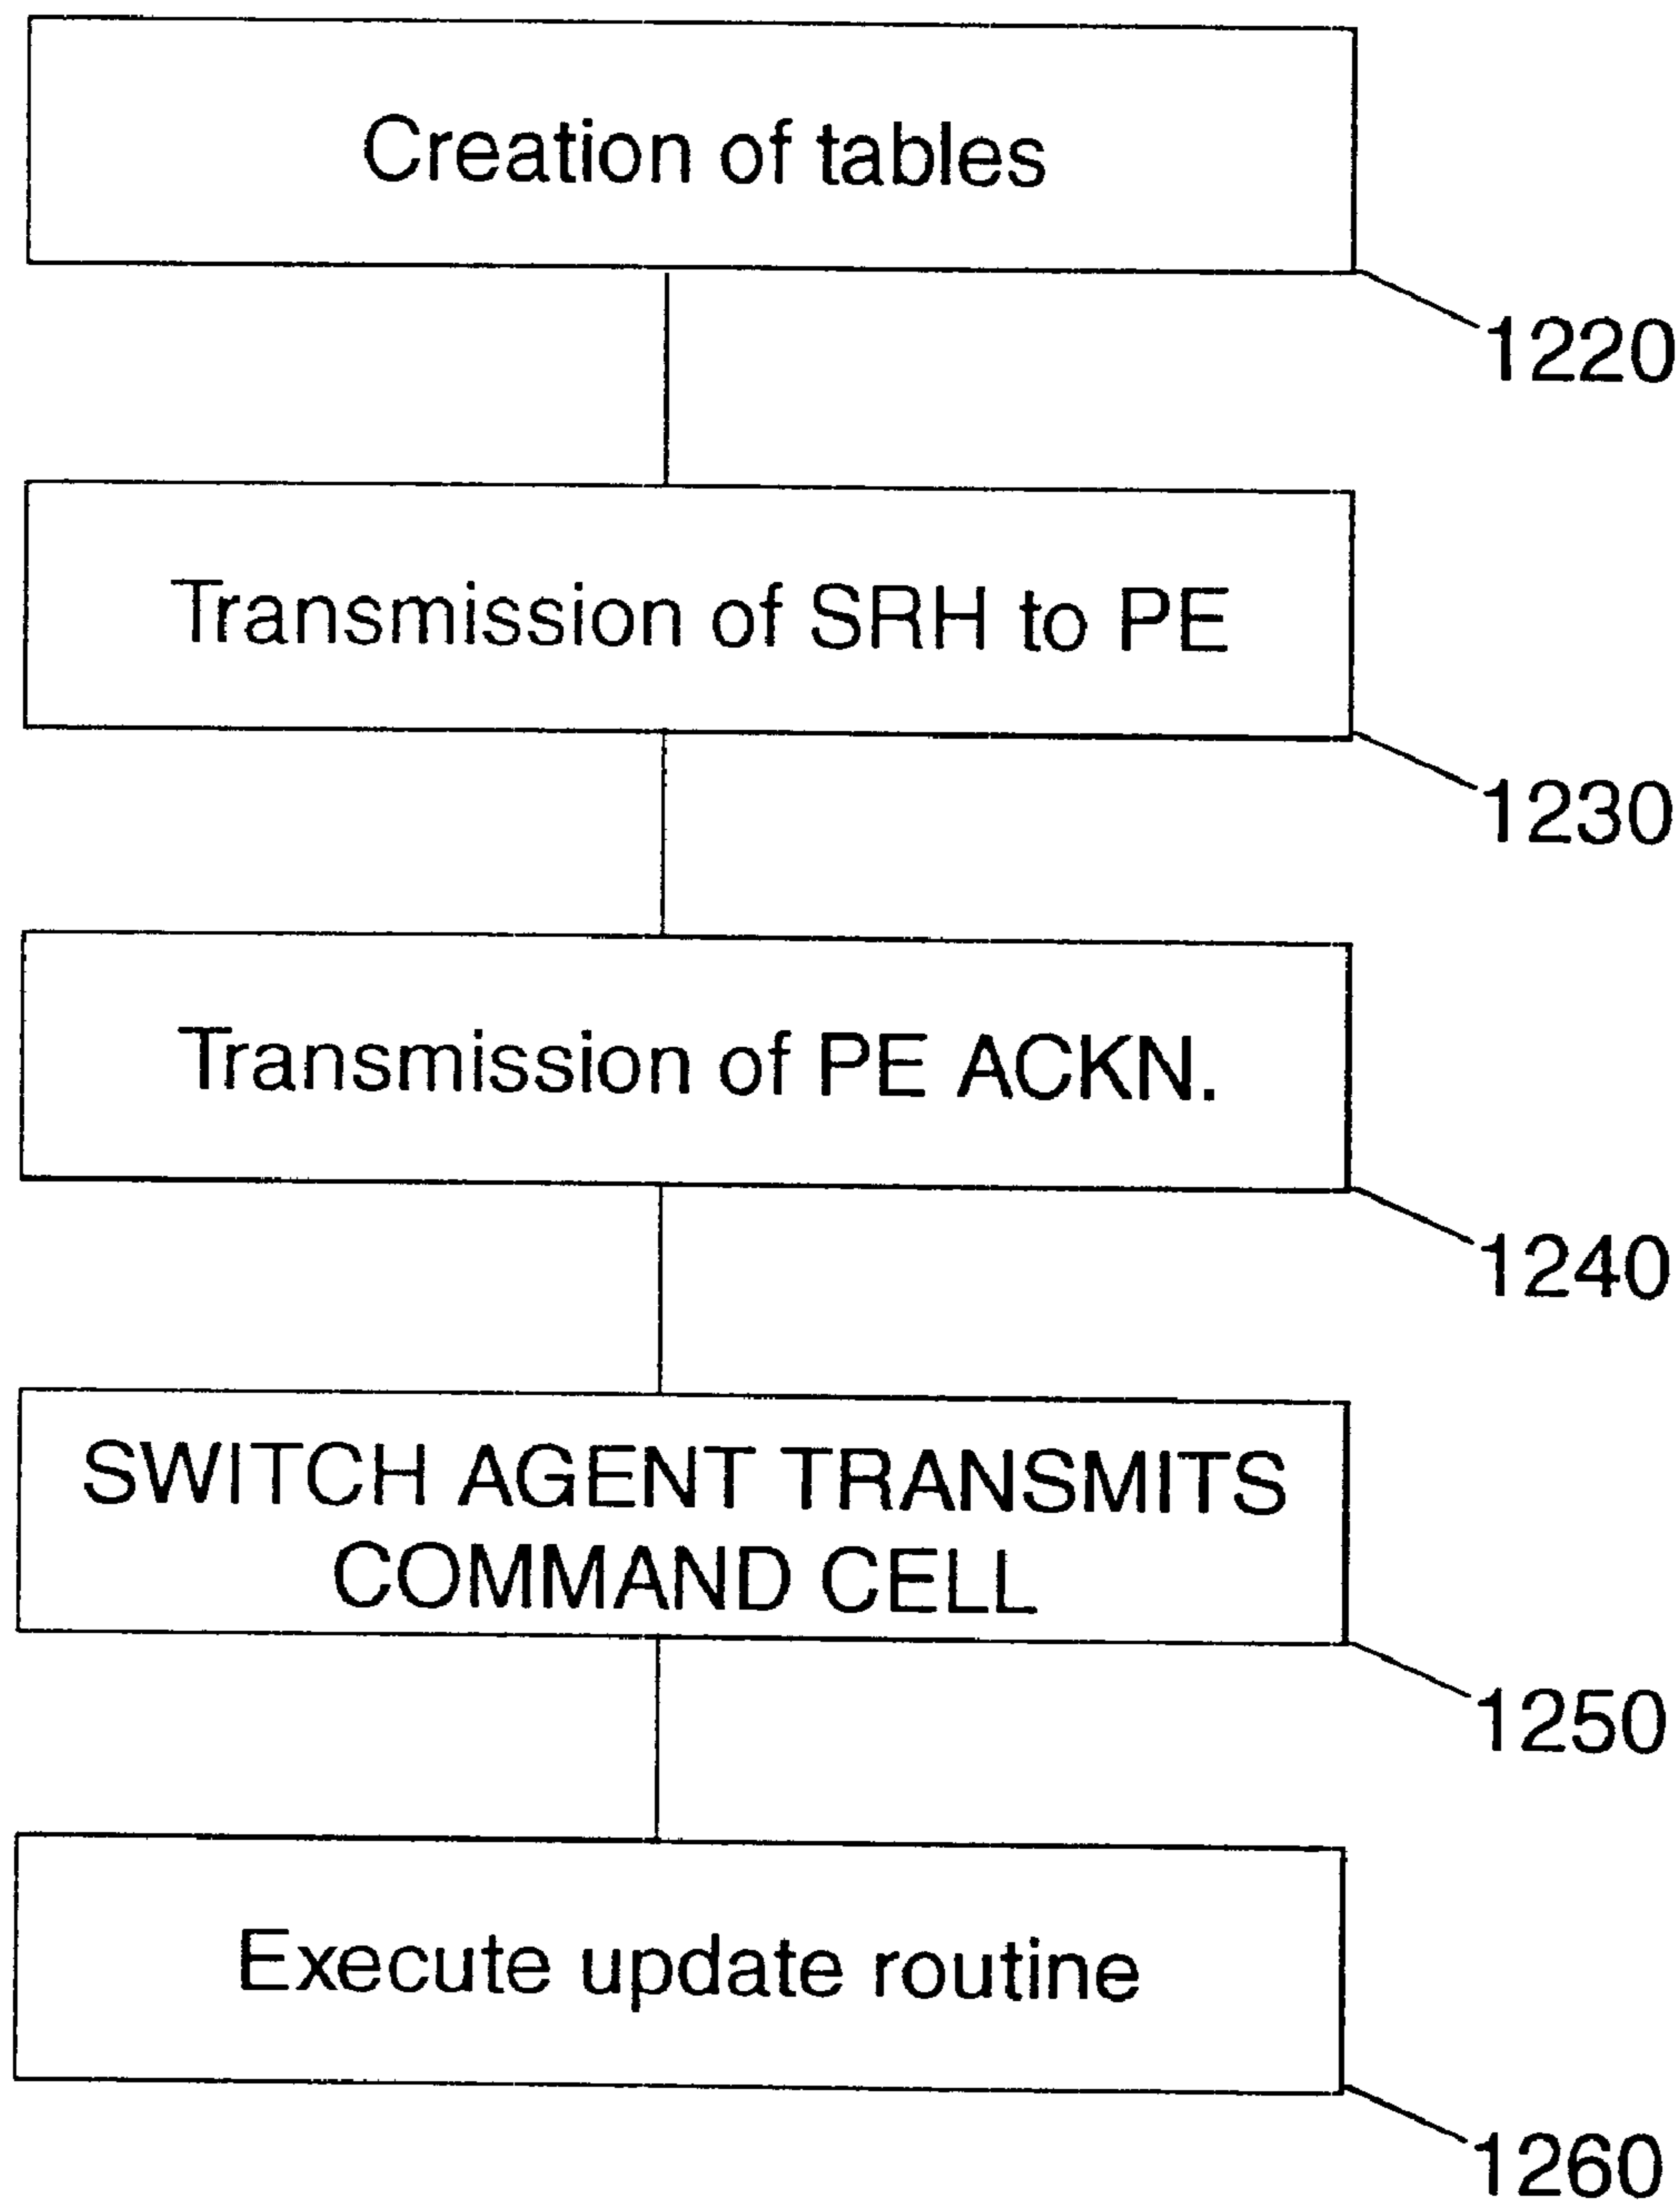 Creation of tables
1220
Transmission of SRH to PE
1230
Transmission of PE ACKN.
1240
SWITCH AGENT TRANSMITS
COMMAND CELL
1250
Execute update routine
1260